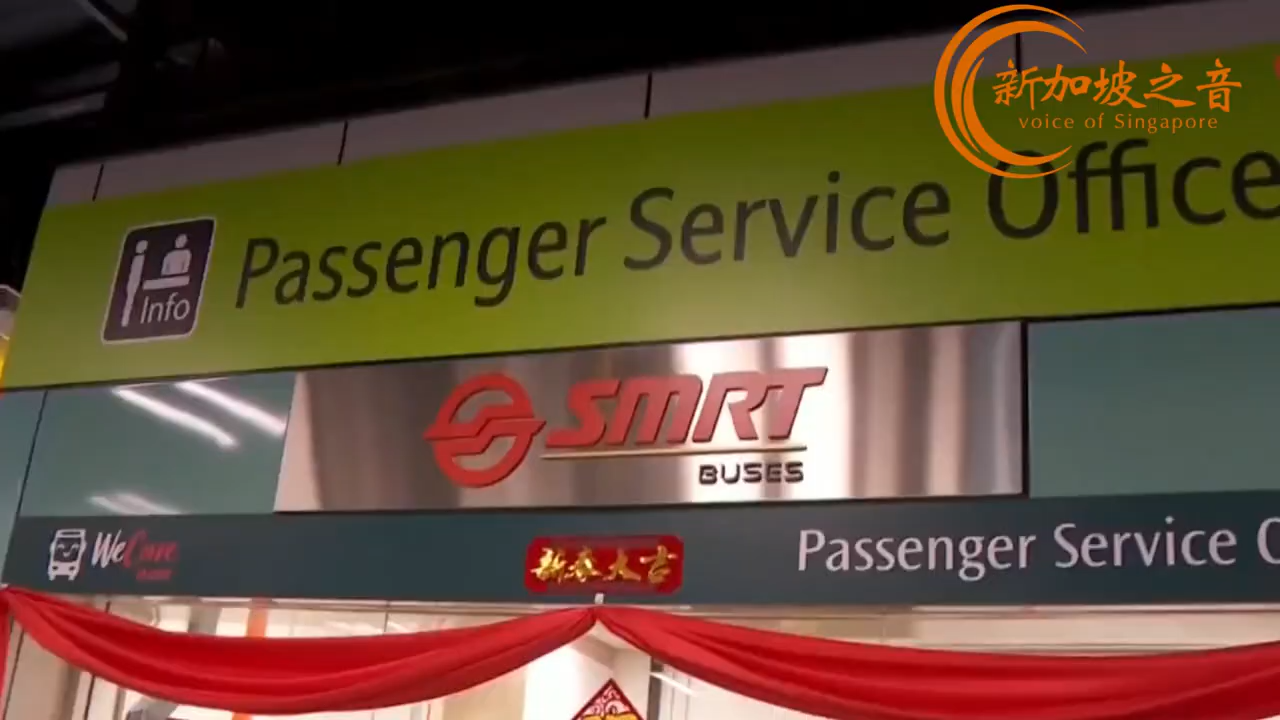 新加坡之音
voice of Singapore
Passenger Service Office
Info
SMRT
BUSES
WeCare
新春大吉
Passenger Service O